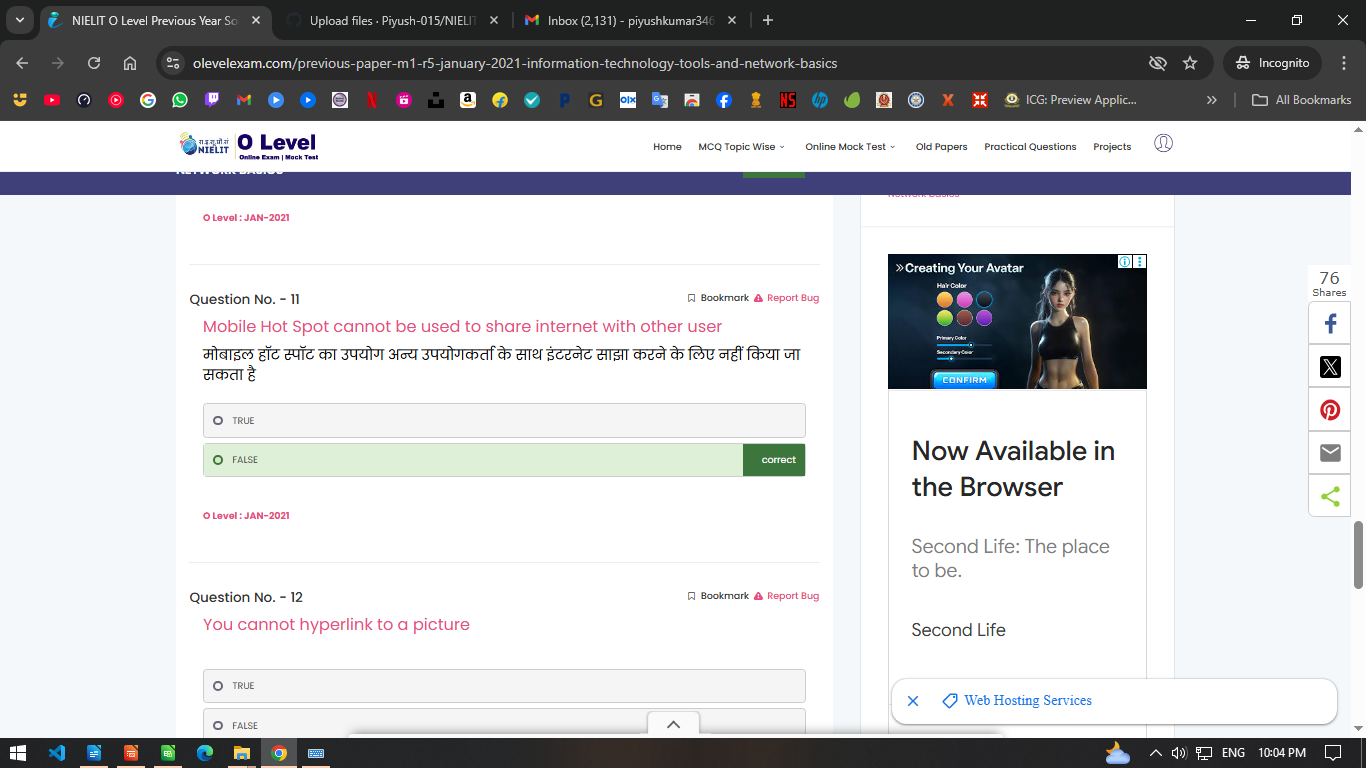 NIELIT O Level Previous Year So
Upload files · Piyush-015/NIELIT
Inbox (2,131) - piyushkumar346
olevelexam.com/previous-paper-m1-r5-january-2021-information-technology-tools-and-network-basics
Incognito
ICG: Preview Applic...
All Bookmarks
रा.इ.सू.प्रौ.सं
NIELIT
O Level
Online Exam | Mock Test
Home
MCQ Topic Wise
Online Mock Test
Old Papers
Practical Questions
Projects
NETWORK BASICS
Network Basics
O Level : JAN-2021
Question No. - 11
Bookmark
Report Bug
Mobile Hot Spot cannot be used to share internet with other user
मोबाइल हॉट स्पॉट का उपयोग अन्य उपयोगकर्ता के साथ इंटरनेट साझा करने के लिए नहीं किया जा
सकता है
TRUE
FALSE
correct
O Level : JAN-2021
Question No. - 12
Bookmark
Report Bug
You cannot hyperlink to a picture
TRUE
FALSE
Creating Your Avatar
Hair Color
Primary Color
Secondary Color
CONFIRM
Now Available in
the Browser
Second Life: The place
to be.
Second Life
Web Hosting Services
76
Shares
ENG
10:04 PM